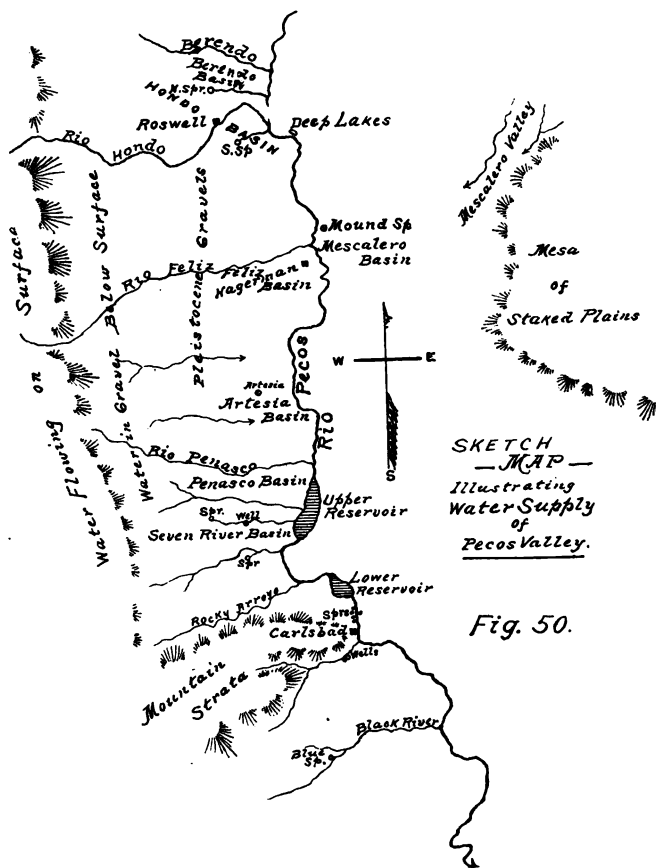 Berendo
Berendo
Basin
N. Spr.
HONDO
BASIN
Roswell
S. Sp
Deep Lakes
Rio Hondo
Mescalero Valley
Mound Sp
Mescalero
Basin
Rio Feliz
Feliz
Hagerman
Basin
Mesa
of
Staked Plains
Water Flowing on Surface
Water in Gravel Below Surface
Pleistocene Gravels
W
E
S
Rio Pecos
Artesia
Artesia
Basin
Rio Penasco
Penasco Basin
Upper
Reservoir
Spr.
Well
Seven River Basin
Spr
Lower
Reservoir
Rocky Arroyo
Sprgs
Carlsbad
Wells
Mountain
Strata
Black River
Blue
Sp.
SKETCH
— MAP —
Illustrating
Water Supply
of
Pecos Valley.
Fig. 50.